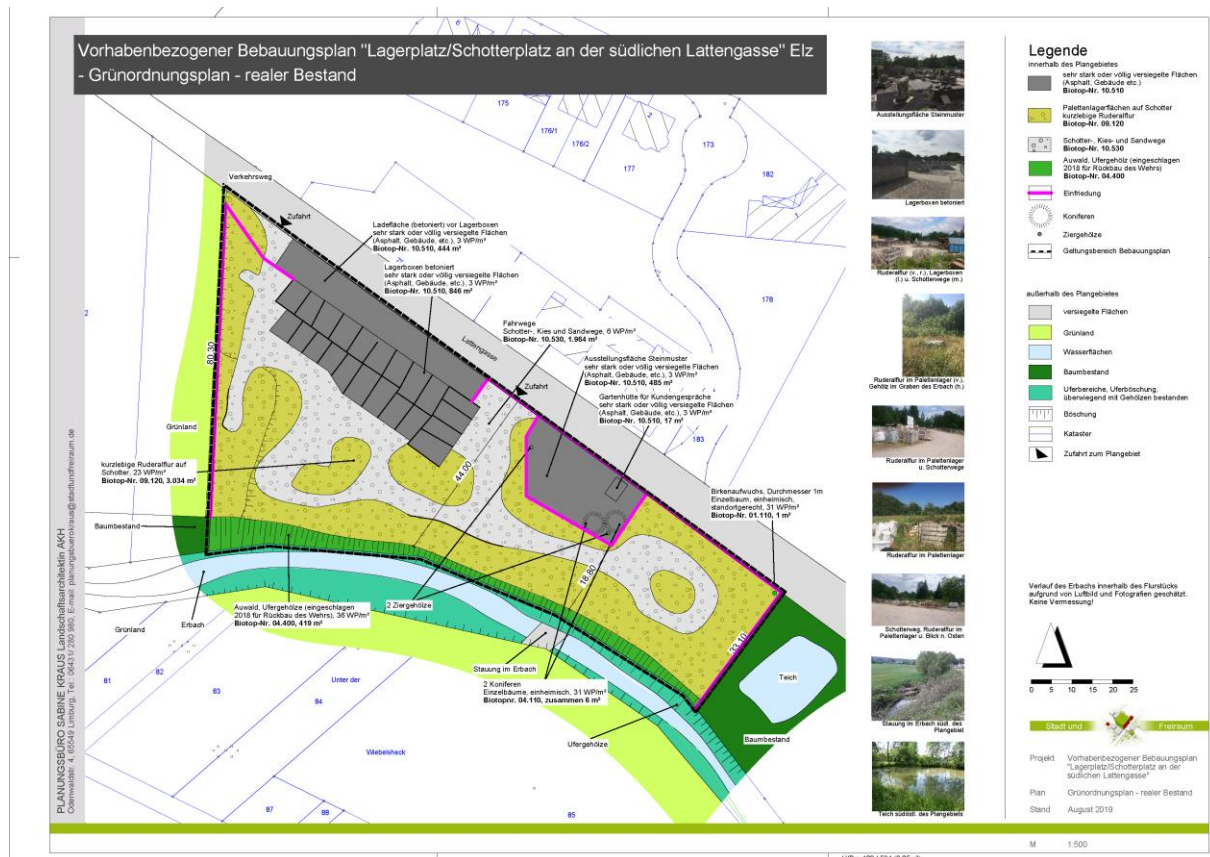 Vorhabenbezogener Bebauungsplan "Lagerplatz/Schotterplatz an der südlichen Lattengasse" Elz
- Grünordnungsplan - realer Bestand
175
176/1
176/2
177
173
182
178
183
Verkehrsweg
Zufahrt
Ladefläche (betoniert) vor Lagerboxen
sehr stark oder völlig versiegelte Flächen
(Asphalt, Gebäude, etc.), 3 WP/m²
Biotop-Nr. 10.510, 444 m²
Lagerboxen betoniert
sehr stark oder völlig versiegelte Flächen
(Asphalt, Gebäude, etc.), 3 WP/m²
Biotop-Nr. 10.510, 846 m²
Lattengasse
Fahrwege
Schotter-, Kies und Sandwege, 6 WP/m²
Biotop-Nr. 10.530, 1.964 m²
Zufahrt
Ausstellungsfläche Steinmuster
sehr stark oder völlig versiegelte Flächen
(Asphalt, Gebäude, etc.), 3 WP/m²
Biotop-Nr. 10.510, 485 m²
Gartenhütte für Kundengespräche
sehr stark oder völlig versiegelte Flächen
(Asphalt, Gebäude, etc.), 3 WP/m²
Biotop-Nr. 10.510, 17 m²
80.30
44.00
18.80
33.10
Grünland
kurzlebige Ruderalflur auf
Schotter, 23 WP/m²
Biotop-Nr. 09.120, 3.034 m²
Baumbestand
Birkenaufwuchs, Durchmesser 1m
Einzelbaum, einheimisch,
standortgerecht, 31 WP/m²
Biotop-Nr. 01.110, 1 m²
Grünland
Erbach
Auwald, Ufergehölze (eingeschlagen
2018 für Rückbau des Wehrs), 36 WP/m²
Biotop-Nr. 04.400, 419 m²
2 Ziergehölze
Stauung im Erbach
2 Koniferen
Einzelbäume, einheimisch, 31 WP/m²
Biotopnr. 04.110, zusammen 6 m²
Ufergehölze
Teich
Baumbestand
81
82
83
84
Unter der
Wiebelsheck
87
88
85
PLANUNGSBÜRO SABINE KRAUS Landschaftsarchitektin AKH
Odenwaldstr. 4, 65549 Limburg, Tel.: 06431/ 280 980, E-mail: planungsbuerokraus@stadtundfreiraum.de
Ausstellungsfläche Steinmuster
Lagerboxen betoniert
Ruderalflur (v., r.), Lagerboxen
(l.) u. Schotterwege (m.)
Ruderalflur im Palettenlager (v.),
Gehölz im Graben des Erbach (h.)
Ruderalflur im Palettenlager
u. Schotterwege
Ruderalflur im Palettenlager
Schotterweg, Ruderalflur im
Palettenlager u. Blick n. Osten
Stauung im Erbach südl. des
Plangebiet
Teich südöstl. des Plangebiets
Legende
innerhalb des Plangebietes
sehr stark oder völlig versiegelte Flächen
(Asphalt, Gebäude etc.)
Biotop-Nr. 10.510
Palettenlagerflächen auf Schotter
kurzlebige Ruderalflur
Biotop-Nr. 09.120
Schotter-, Kies- und Sandwege
Biotop-Nr. 10.530
Auwald, Ufergehölz (eingeschlagen
2018 für Rückbau des Wehrs)
Biotop-Nr. 04.400
Einfriedung
Koniferen
Ziergehölze
Geltungsbereich Bebauungsplan
außerhalb des Plangebietes
versiegelte Flächen
Grünland
Wasserflächen
Baumbestand
Uferbereiche, Uferböschung,
überwiegend mit Gehölzen bestanden
Böschung
Kataster
Zufahrt zum Plangebiet
Verlauf des Erbachs innerhalb des Flurstücks
aufgrund von Luftbild und Fotografien geschätzt.
Keine Vermessung!
0 5 10 15 20 25
Stadt und Freiraum
Projekt Vorhabenbezogener Bebauungsplan
"Lagerplatz/Schotterplatz an der
südlichen Lattengasse"
Plan Grünordnungsplan - realer Bestand
Stand August 2019
M 1:500